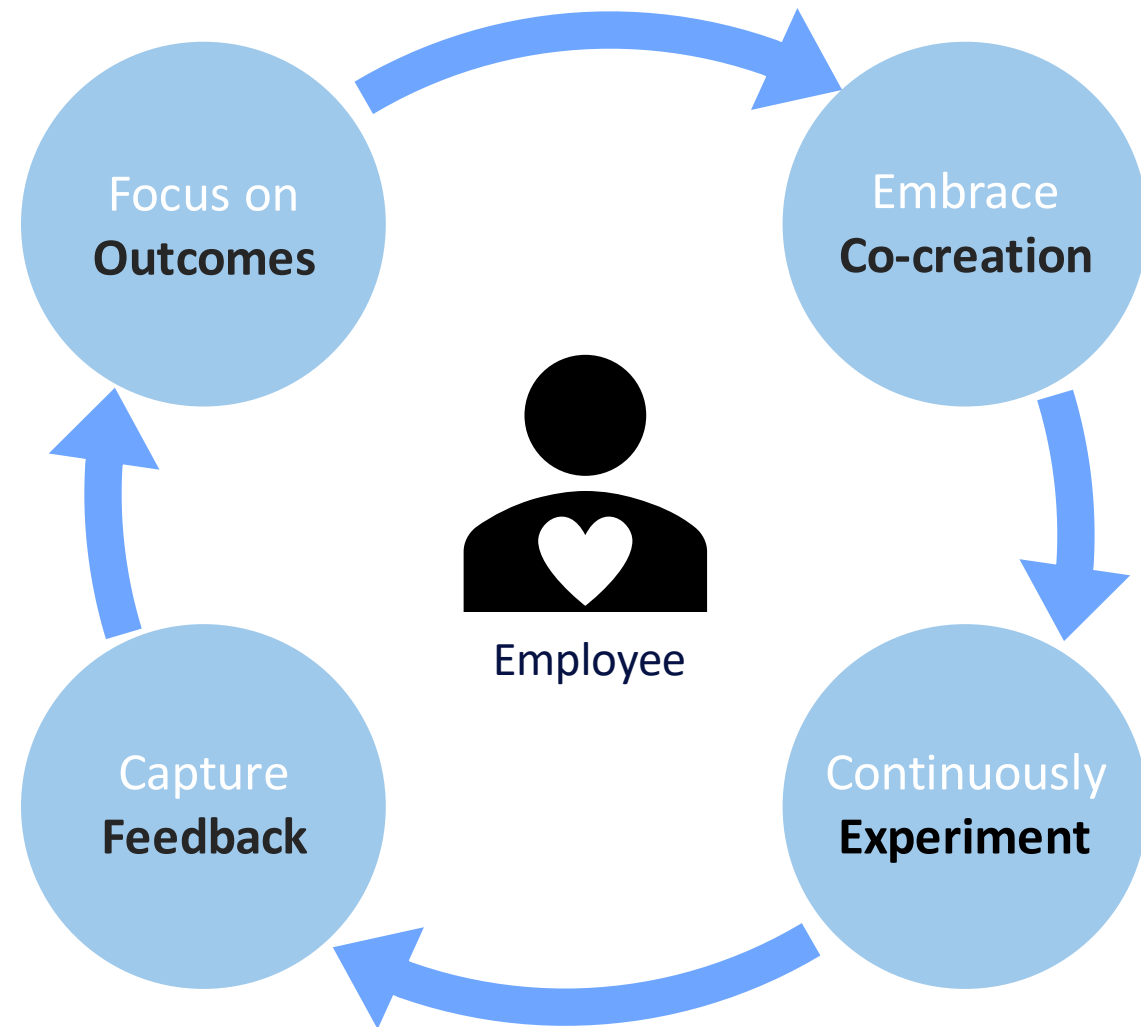 Focus on
Outcomes
Embrace
Co-creation
Employee
Capture
Feedback
Continuously
Experiment